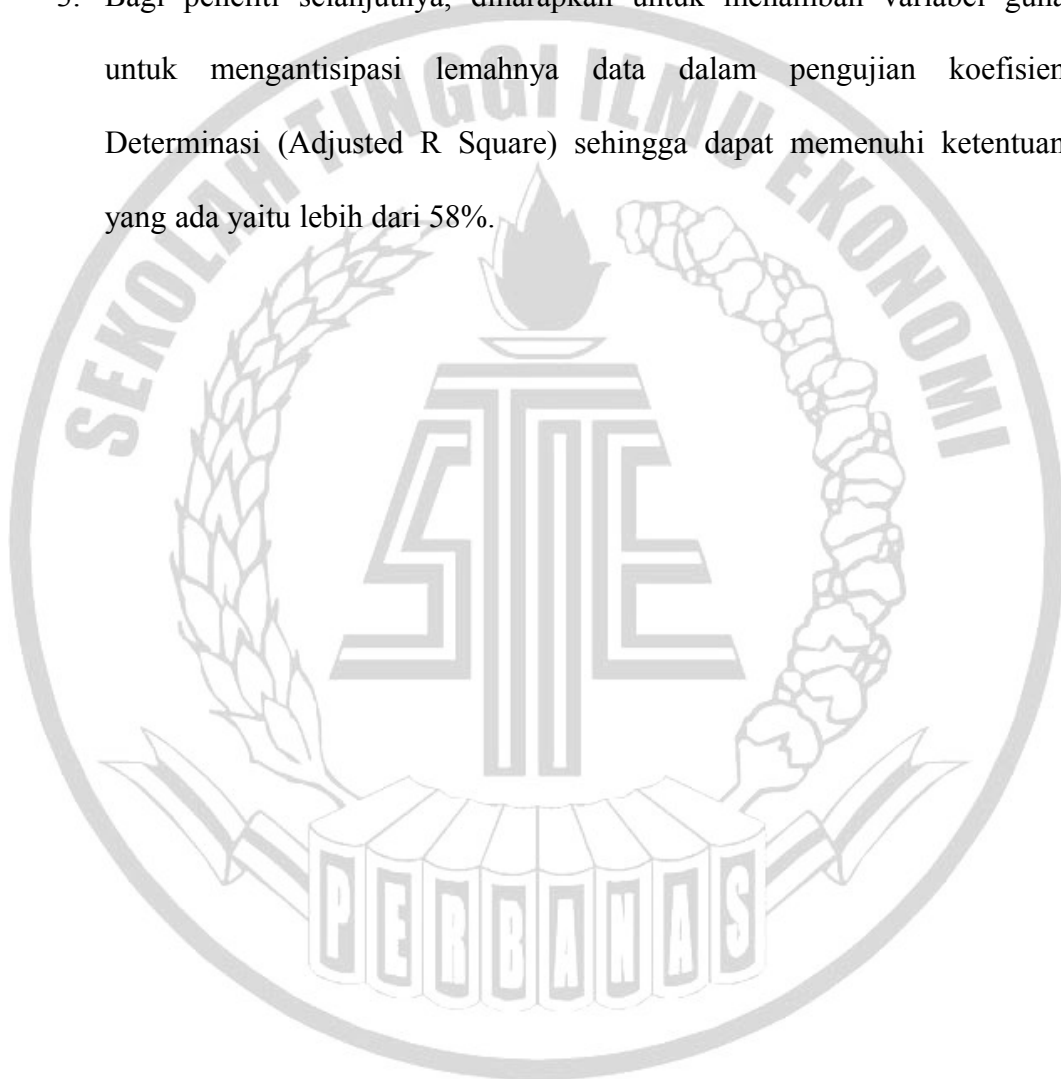 Bagi peneliti selanjutnya, diharapkan untuk menambah variabel guna
untuk mengantisipasi lemahnya data dalam pengujian koefisien
Determinasi (Adjusted R Square) sehingga dapat memenuhi ketentuan
yang ada yaitu lebih dari 58%.
SEKOLAH TINGGI ILMU EKONOMI
STIE
PERBANAS